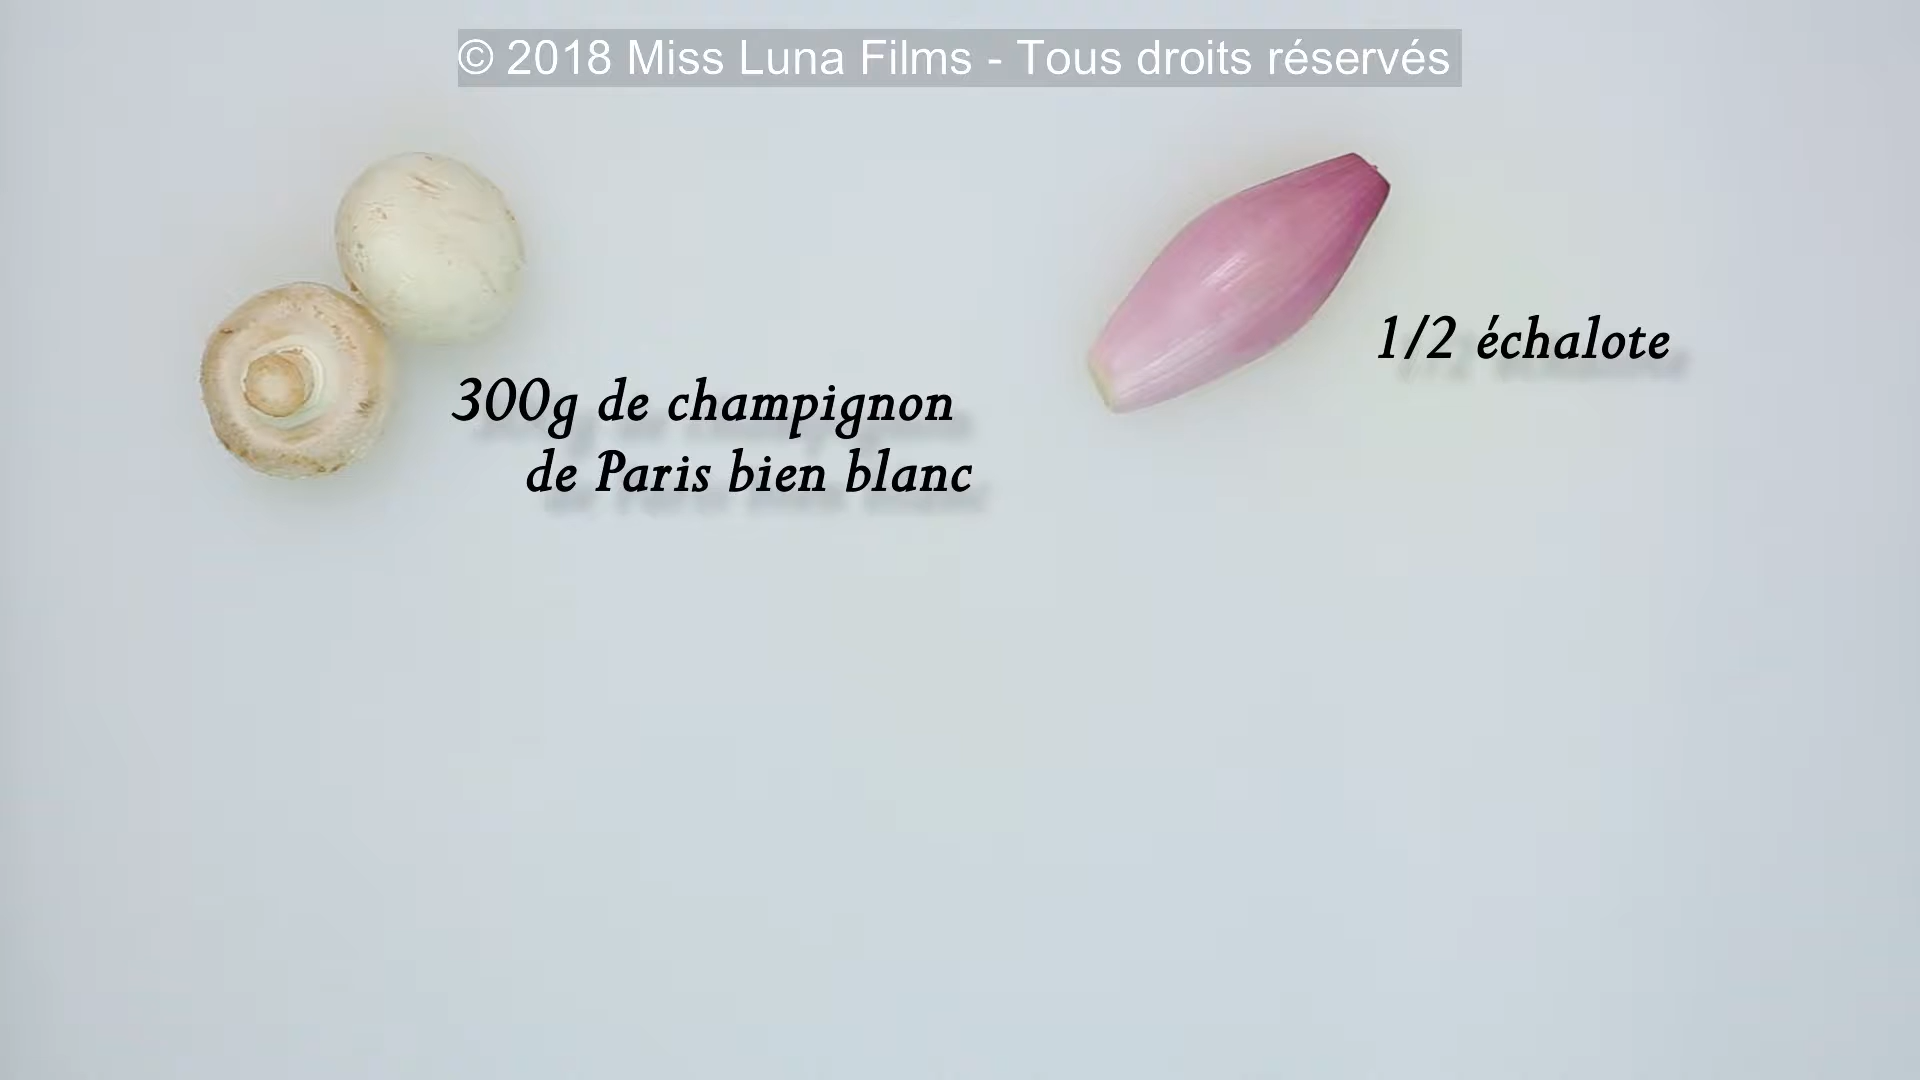 © 2018 Miss Luna Films - Tous droits réservés
1/2 échalote
300g de champignon
de Paris bien blanc